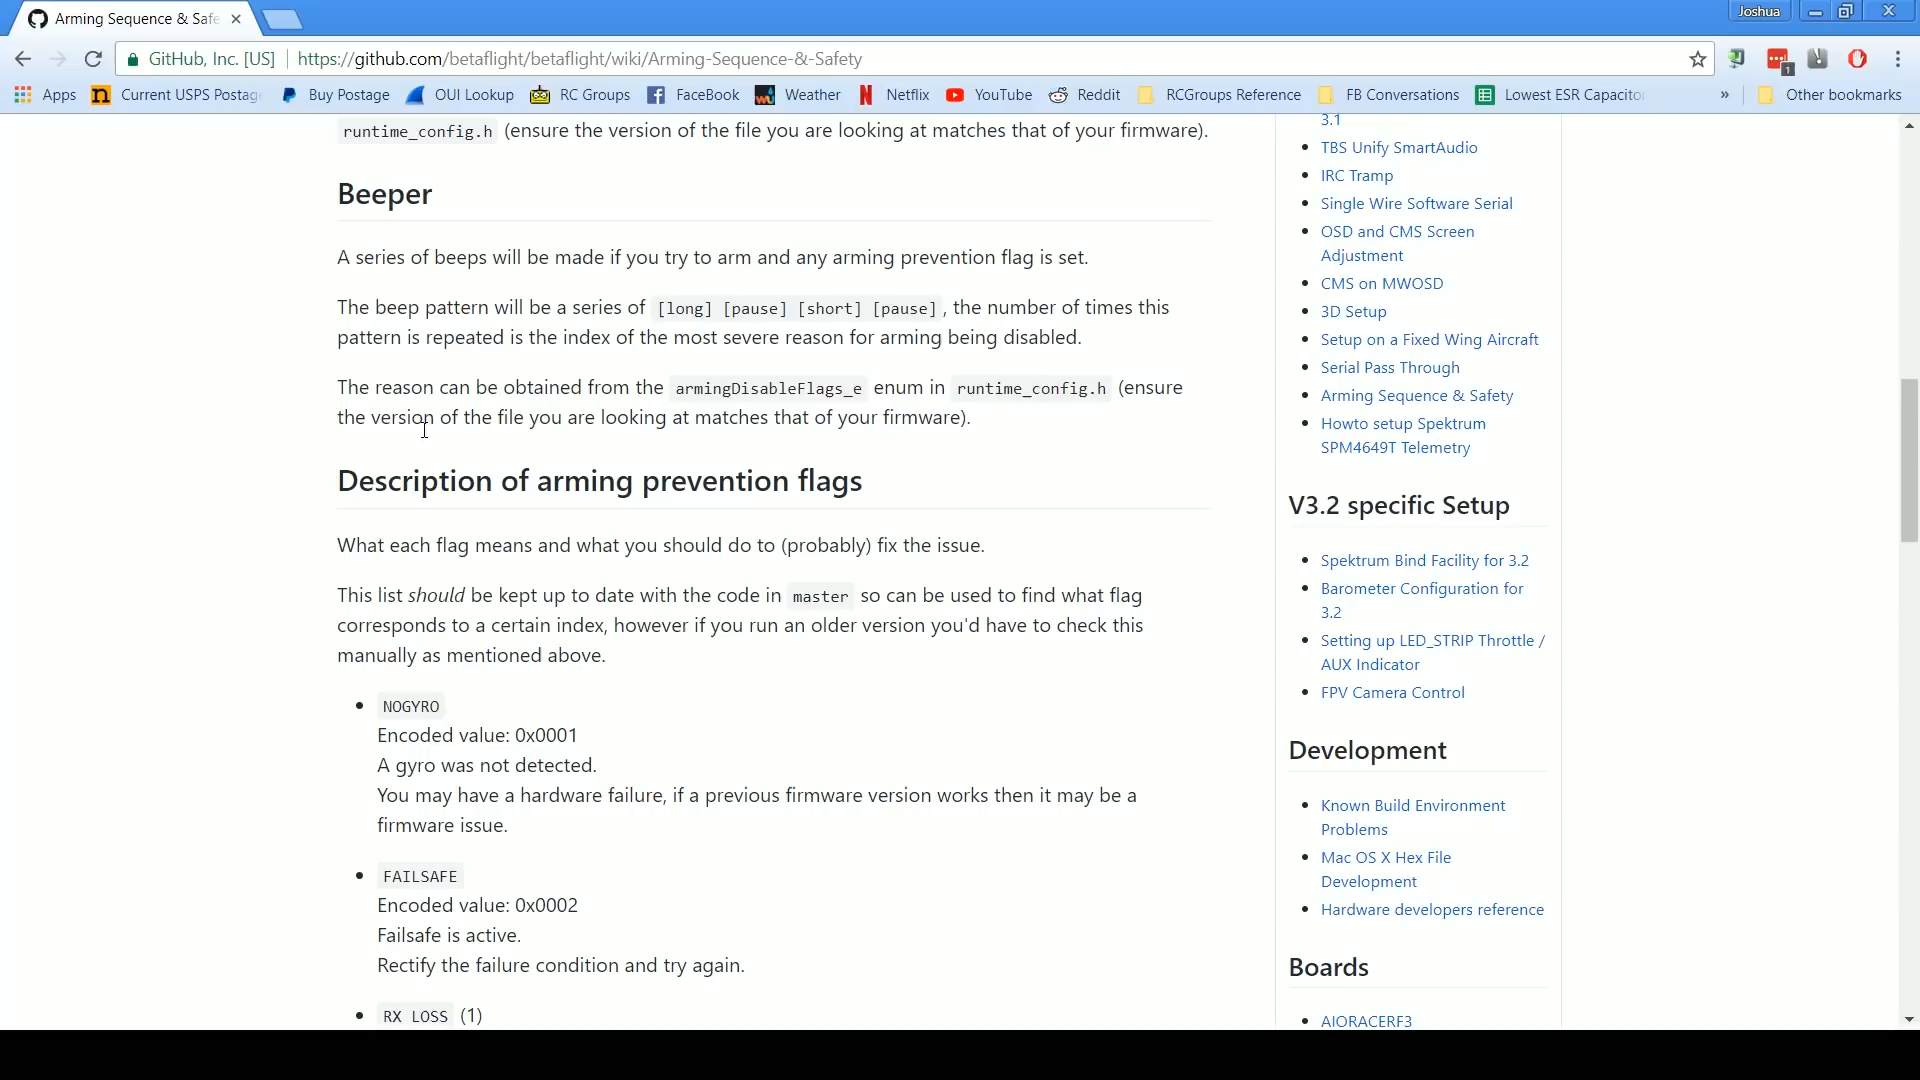 Arming Sequence & Safe
Joshua
GitHub, Inc. [US]
https://github.com/betaflight/betaflight/wiki/Arming-Sequence-&-Safety
1
Apps
Current USPS Postag
Buy Postage
OUI Lookup
RC Groups
FaceBook
Weather
Netflix
YouTube
Reddit
RCGroups Reference
FB Conversations
Lowest ESR Capacito
»
Other bookmarks
runtime_config.h (ensure the version of the file you are looking at matches that of your firmware).
Beeper
A series of beeps will be made if you try to arm and any arming prevention flag is set.
The beep pattern will be a series of [long] [pause] [short] [pause], the number of times this
pattern is repeated is the index of the most severe reason for arming being disabled.
The reason can be obtained from the armingDisableFlags_e enum in runtime_config.h (ensure
the version of the file you are looking at matches that of your firmware).
Description of arming prevention flags
What each flag means and what you should do to (probably) fix the issue.
This list should be kept up to date with the code in master so can be used to find what flag
corresponds to a certain index, however if you run an older version you'd have to check this
manually as mentioned above.
NOGYRO
Encoded value: 0x0001
A gyro was not detected.
You may have a hardware failure, if a previous firmware version works then it may be a
firmware issue.
FAILSAFE
Encoded value: 0x0002
Failsafe is active.
Rectify the failure condition and try again.
RX LOSS (1)
3.1
TBS Unify SmartAudio
IRC Tramp
Single Wire Software Serial
OSD and CMS Screen
Adjustment
CMS on MWOSD
3D Setup
Setup on a Fixed Wing Aircraft
Serial Pass Through
Arming Sequence & Safety
Howto setup Spektrum
SPM4649T Telemetry
V3.2 specific Setup
Spektrum Bind Facility for 3.2
Barometer Configuration for
3.2
Setting up LED_STRIP Throttle /
AUX Indicator
FPV Camera Control
Development
Known Build Environment
Problems
Mac OS X Hex File
Development
Hardware developers reference
Boards
AIORACERF3